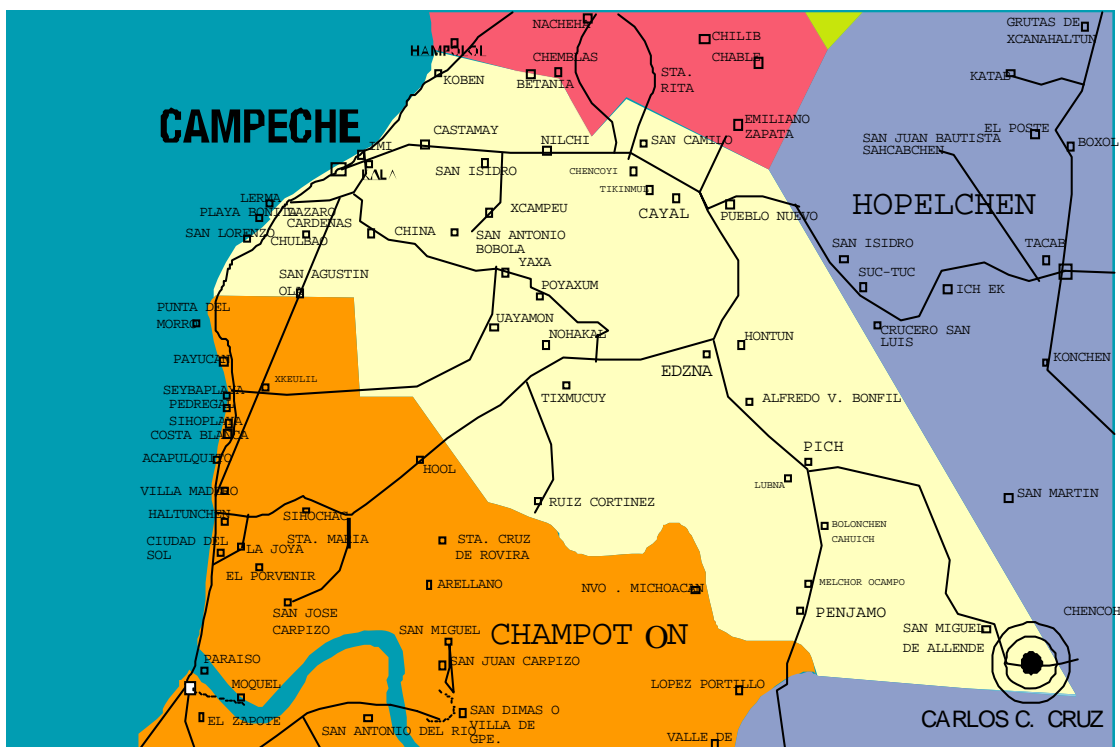 NACHEHA
GRUTAS DE
XCANAHALTUN
CHILIB
HAMPOLOL
CHEMBLAS
CHABLE
KOBEN
BETANIA
STA.
RITA
KATAB
EMILIANO
ZAPATA
CAMPECHE
CASTAMAY
NILCHI
SAN CAMILO
EL POSTE
SAN JUAN BAUTISTA
SAHCABCHEN
BOXOL
IMI
KALA
SAN ISIDRO
CHENCOYI
TIKINMUL
LERMA
PLAYA BONITA
LAZARO
CARDENAS
XCAMPEU
CAYAL
PUEBLO NUEVO
HOPELCHEN
SAN LORENZO
CHULBAO
CHINA
SAN ANTONIO
BOBOLA
SAN ISIDRO
TACAB
YAXA
SAN AGUSTIN
OLA
POYAXUM
SUC-TUC
ICH EK
PUNTA DEL
MORRO
UAYAMON
NOHAKAL
HONTUN
CRUCERO SAN
LUIS
PAYUCAN
EDZNA
KONCHEN
XKEULIL
SEYBAPLAYA
PEDREGAL
TIXMUCUY
ALFREDO V. BONFIL
SIHOPLAYA
COSTA BLANCA
PICH
ACAPULQUITO
HOOL
LUBNA
VILLA MADERO
RUIZ CORTINEZ
SAN MARTIN
HALTUNCHEN
SIHOCHAC
BOLONCHEN
CAHUICH
CIUDAD DEL
SOL
STA. MARIA
LA JOYA
STA. CRUZ
DE ROVIRA
EL PORVENIR
ARELLANO
NVO . MICHOACAN
MELCHOR OCAMPO
SAN JOSE
CARPIZO
PENJAMO
CHENCOH
SAN MIGUEL
CHAMPOT ON
SAN MIGUEL
DE ALLENDE
PARAISO
SAN JUAN CARPIZO
MOQUEL
LOPEZ PORTILLO
EL ZAPOTE
SAN DIMAS O
VILLA DE
GPE.
SAN ANTONIO DEL RIO
CARLOS C. CRUZ
VALLE DE